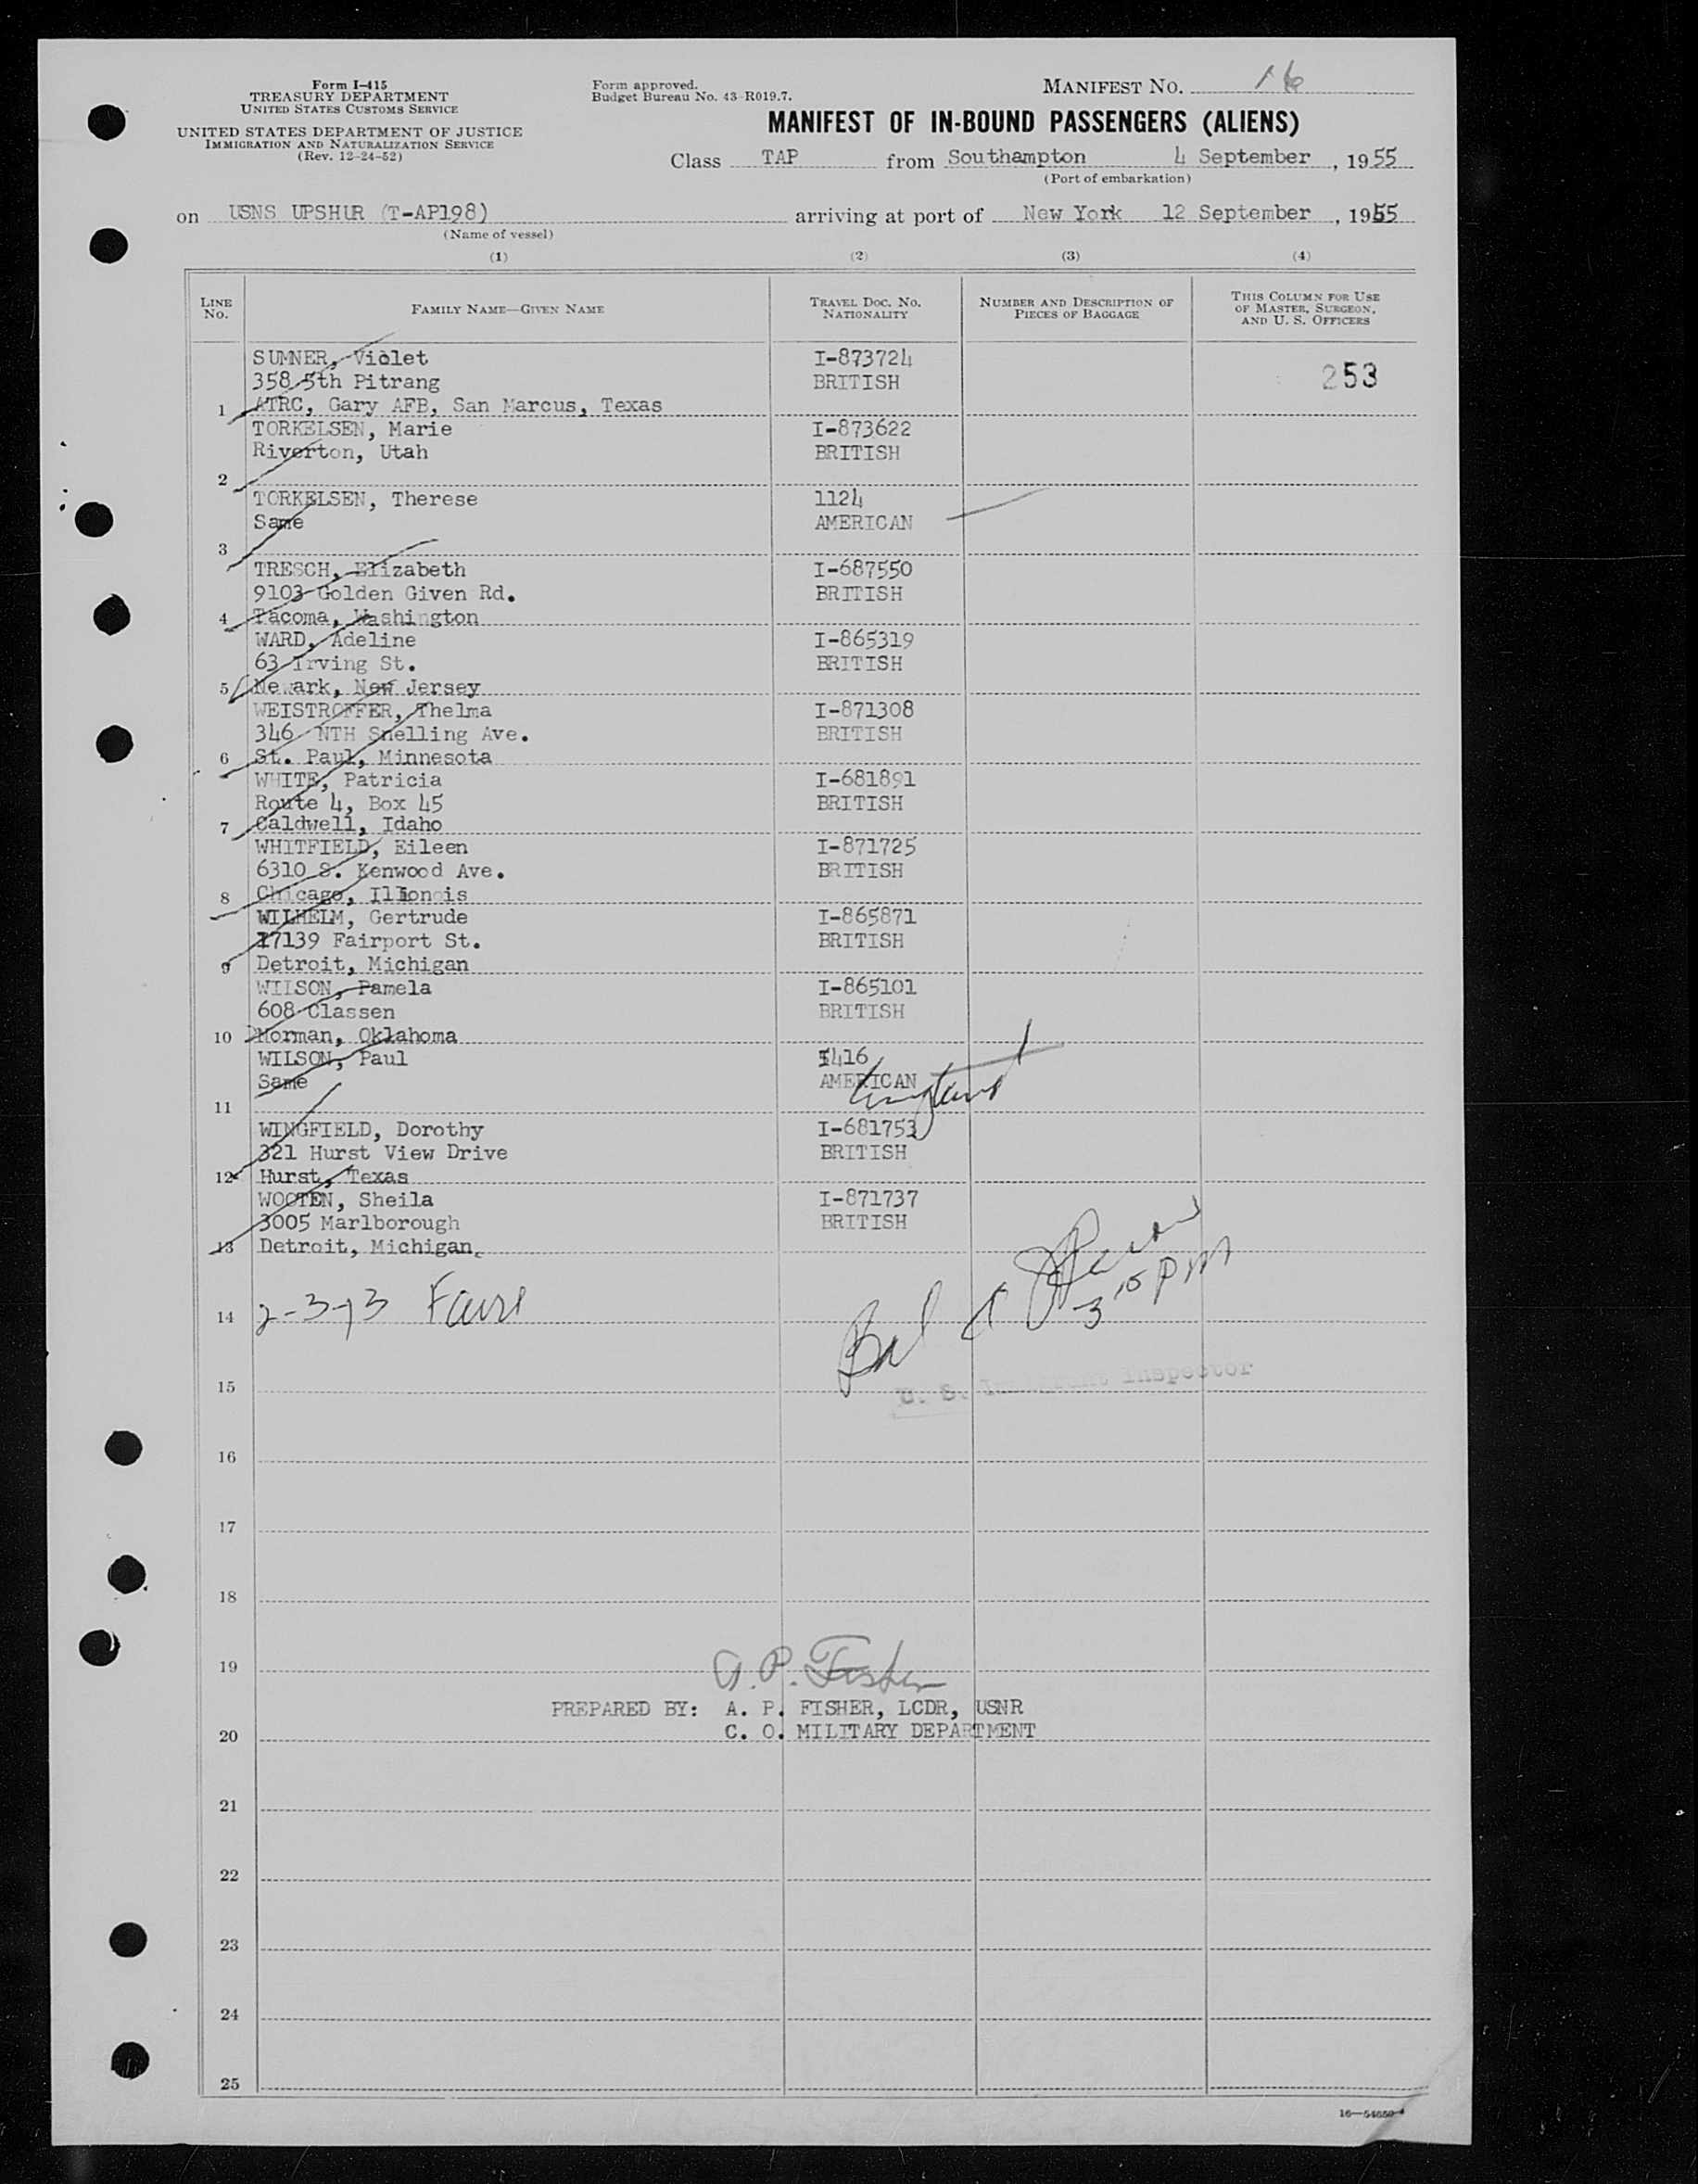 Form I-415
TREASURY DEPARTMENT
UNITED STATES CUSTOMS SERVICE
UNITED STATES DEPARTMENT OF JUSTICE
IMMIGRATION AND NATURALIZATION SERVICE
(Rev. 12-24-52)
Form approved.
Budget Bureau No. 43-R019.7.
MANIFEST NO. 16
MANIFEST OF IN-BOUND PASSENGERS (ALIENS)
Class TAP from Southampton 4 September, 1955
(Port of embarkation)
on USNS UPSHUR (T-AP198) arriving at port of New York 12 September, 1955
(Name of vessel)
(1) (2) (3) (4)
LINE NO. FAMILY NAME—GIVEN NAME TRAVEL DOC. NO. NATIONALITY NUMBER AND DESCRIPTION OF PIECES OF BAGGAGE THIS COLUMN FOR USE OF MASTER, SURGEON, AND U. S. OFFICERS
SUMNER, Violet I-873724
358 5th Pitrang BRITISH 253
1 ATRC, Gary AFB, San Marcus, Texas
TORKELSEN, Marie I-873622
Riverton, Utah BRITISH
2
TORKELSEN, Therese 1124
Same AMERICAN
3
TRESCH, Elizabeth I-687550
9103 Golden Given Rd. BRITISH
4 Tacoma, Washington
WARD, Adeline I-865319
63 Irving St. BRITISH
5 Newark, New Jersey
WEISTROFFER, Thelma I-871308
346 NTH Snelling Ave. BRITISH
6 St. Paul, Minnesota
WHITE, Patricia I-681891
Route 4, Box 45 BRITISH
7 Caldwell, Idaho
WHITFIELD, Eileen I-871725
6310 S. Kenwood Ave. BRITISH
8 Chicago, Illionois
WILHELM, Gertrude I-865871
17139 Fairport St. BRITISH
9 Detroit, Michigan
WIISON, Pamela I-865101
608 Classen BRITISH
10 Norman, Oklahoma
WILSON, Paul 5416
Same AMERICAN
11
WINGFIELD, Dorothy I-681753
321 Hurst View Drive BRITISH
12 Hurst, Texas
WOOTEN, Sheila I-871737
3005 Marlborough BRITISH
13 Detroit, Michigan
14 2-3-13
Bal
3 15 PM
15 U. S. Immigrant Inspector
16
17
18
19 A. P. Fisher
PREPARED BY: A. P. FISHER, LCDR, USNR
20 C. O. MILITARY DEPARTMENT
21
22
23
24
25